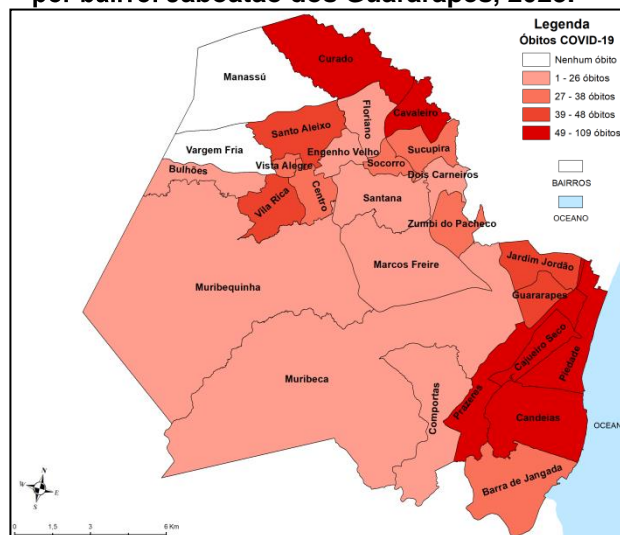 por bairro. Jaboatão dos Guararapes, 2020.
Legenda
Óbitos COVID-19
Nenhum óbito
1 - 26 óbitos
27 - 38 óbitos
39 - 48 óbitos
49 - 109 óbitos
BAIRROS
OCEANO
Curado
Manassú
Floriano
Cavaleiro
Santo Aleixo
Vargem Fria
Engenho Velho
Sucupira
Vista Alegre
Socorro
Bulhões
Dois Carneiros
Vila Rica
Centro
Santana
Zumbi do Pacheco
Marcos Freire
Jardim Jordão
Muribequinha
Guararapes
Cajueiro Seco
Piedade
Muribeca
Comportas
Prazeres
Candeias
OCEANO
Barra de Jangada
N
W
E
S
0 1,5 3 6 Km